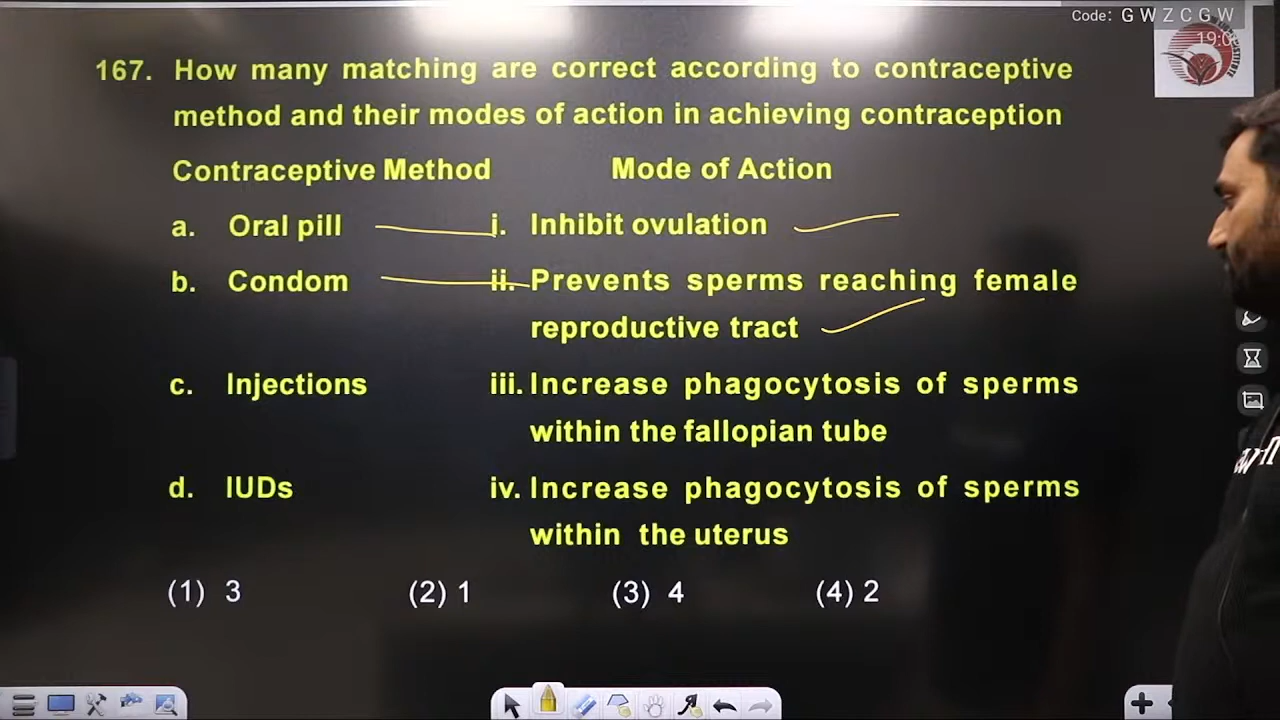 Code: G W Z C G W
167. How many matching are correct according to contraceptive
method and their modes of action in achieving contraception
Contraceptive Method Mode of Action
a. Oral pill i. Inhibit ovulation
b. Condom ii. Prevents sperms reaching female
reproductive tract
c. Injections iii. Increase phagocytosis of sperms
within the fallopian tube
d. IUDs iv. Increase phagocytosis of sperms
within the uterus
(1) 3 (2) 1 (3) 4 (4) 2